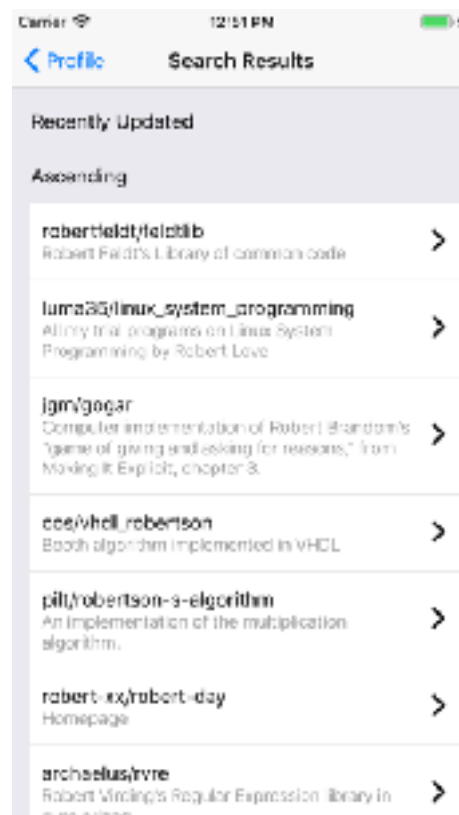 Carrier 12:51 PM
Profile Search Results
Recently Updated
Ascending
robertfeldt/feldtlib
Robert Feldt's Library of common code
luma35/linux_system_programming
All my trial programs on Linux System
Programming by Robert Love
jgm/gogar
Computer implementation of Robert Brandom's
"game of giving and asking for reasons," from
Making It Explicit, chapter 3.
cos/vhdl_robertson
Booth algorithm implemented in VHDL
pilt/robertson-s-algorithm
An implementation of the multiplication
algorithm.
robert-xx/robert-day
Homepage
archaelus/rvre
Robert Virding's Regular Expression library in